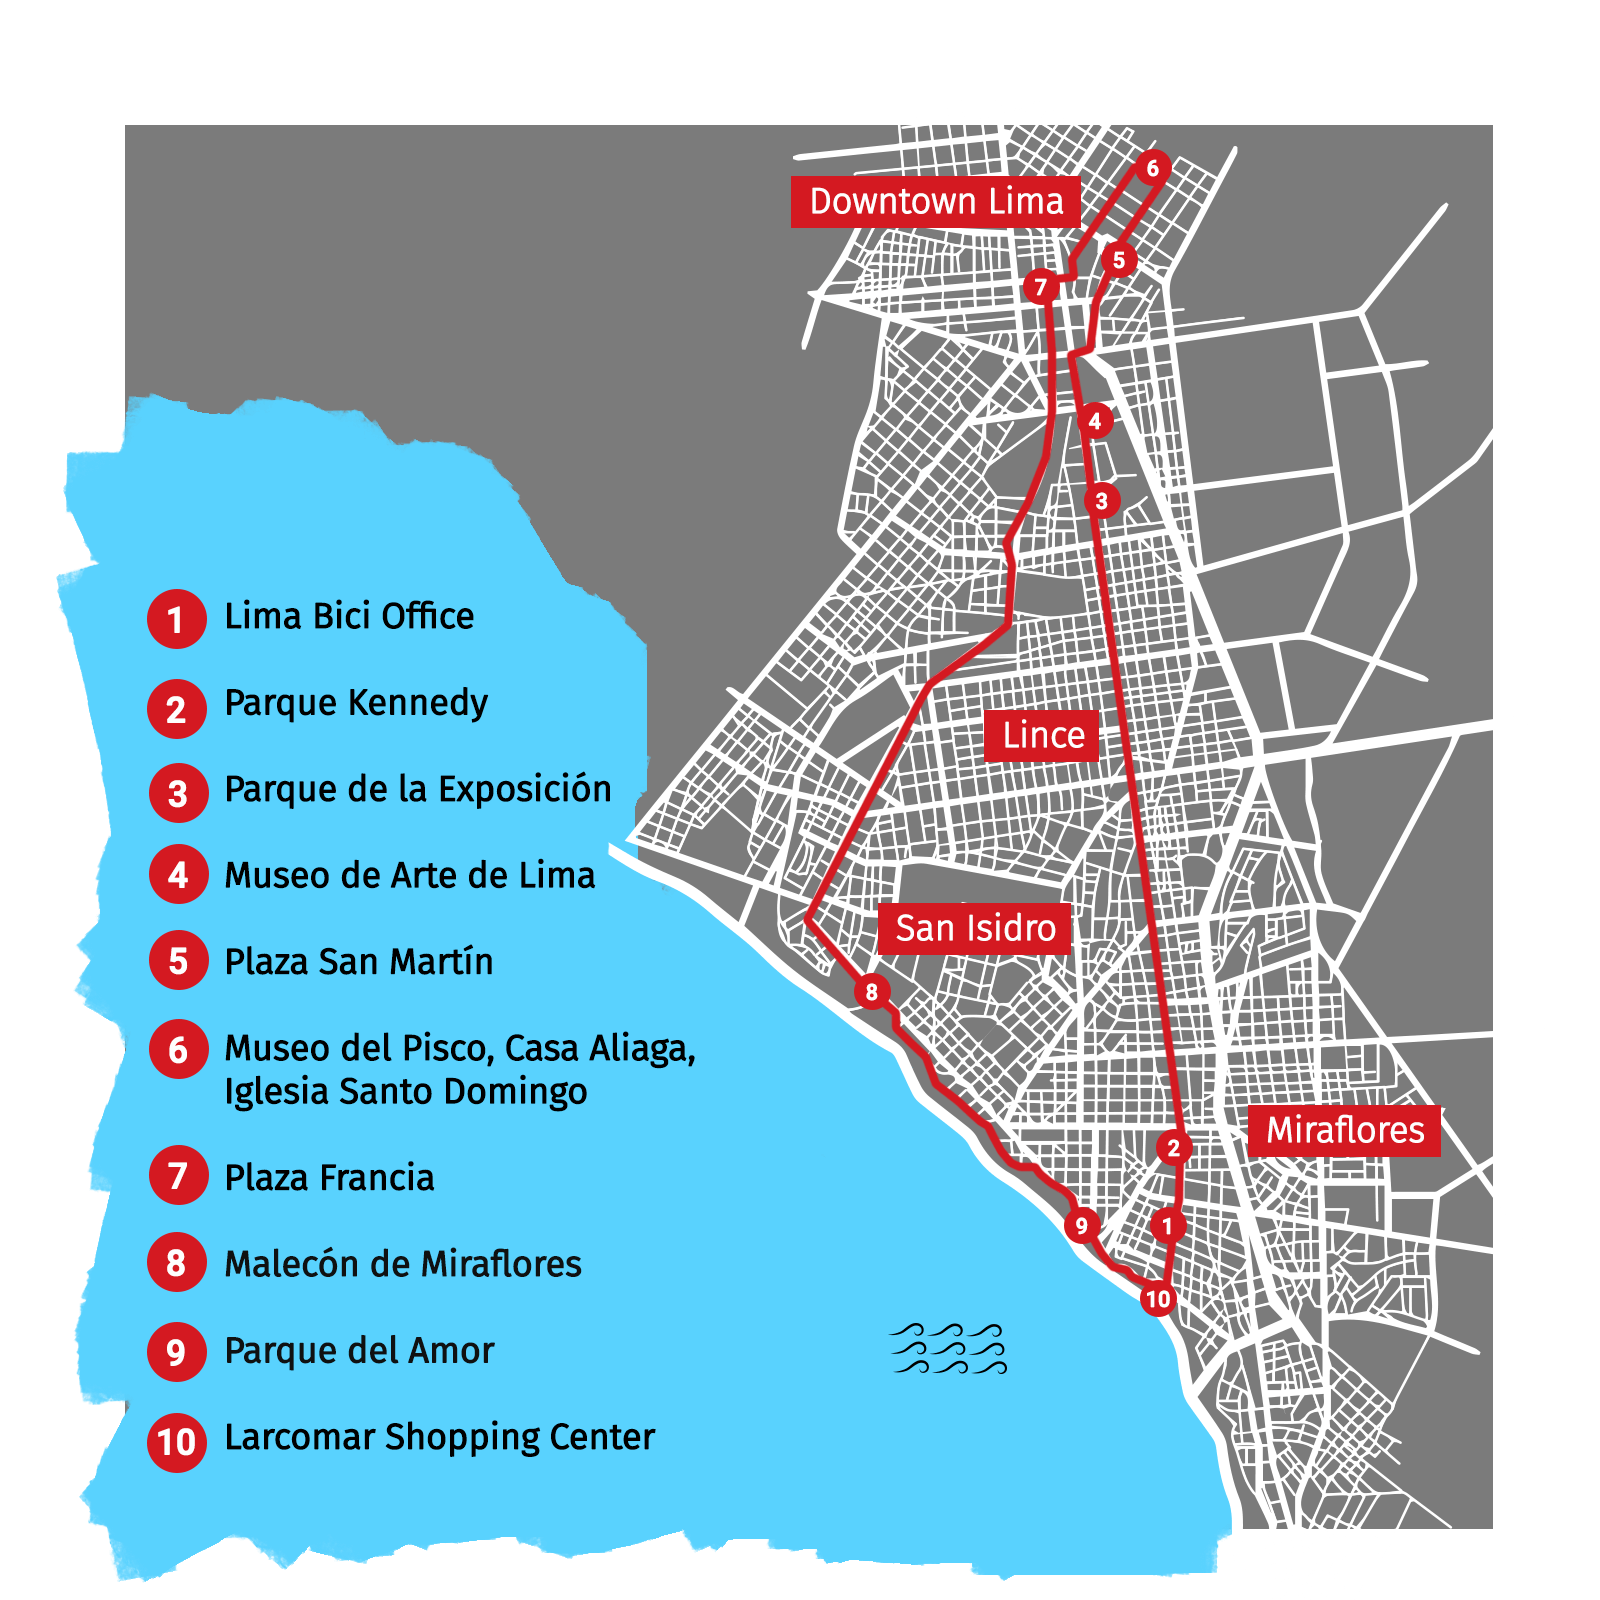 6
Downtown Lima
5
7
4
3
1 Lima Bici Office
2 Parque Kennedy
Lince
3 Parque de la Exposición
4 Museo de Arte de Lima
San Isidro
5 Plaza San Martín
8
6 Museo del Pisco, Casa Aliaga,
Iglesia Santo Domingo
Miraflores
2
7 Plaza Francia
9
1
8 Malecón de Miraflores
10
9 Parque del Amor
10 Larcomar Shopping Center